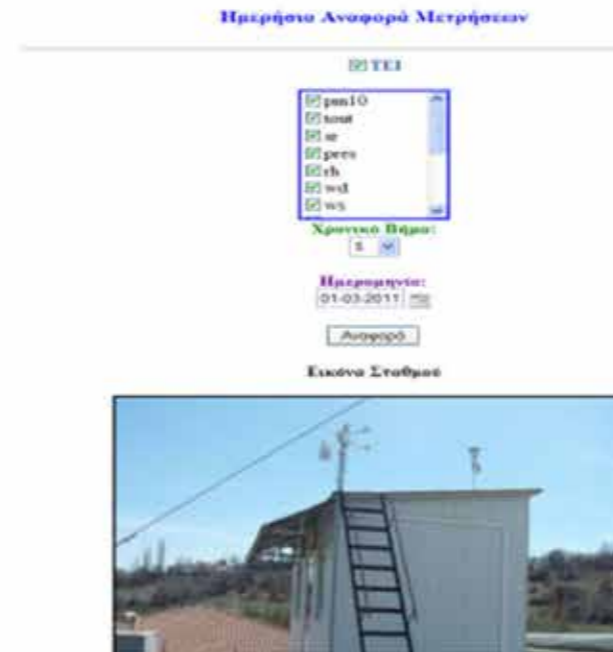 Ημερήσια Αναφορά Μετρήσεων
TEI
pm10
tout
sr
pres
rh
wd
ws
Χρονικό Βήμα:
5
Ημερομηνία:
01-03-2011
Αναφορά
Εικόνα Σταθμού